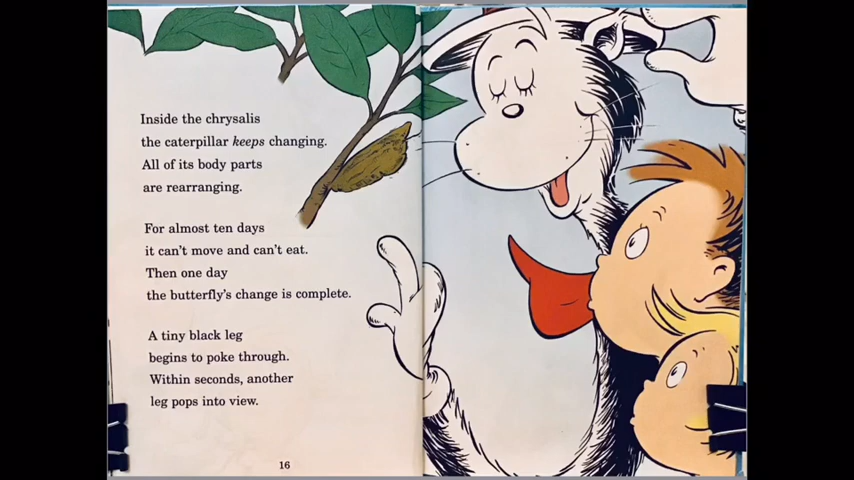 Inside the chrysalis
the caterpillar keeps changing.
All of its body parts
are rearranging.
For almost ten days
it can't move and can't eat.
Then one day
the butterfly's change is complete.
A tiny black leg
begins to poke through.
Within seconds, another
leg pops into view.
16